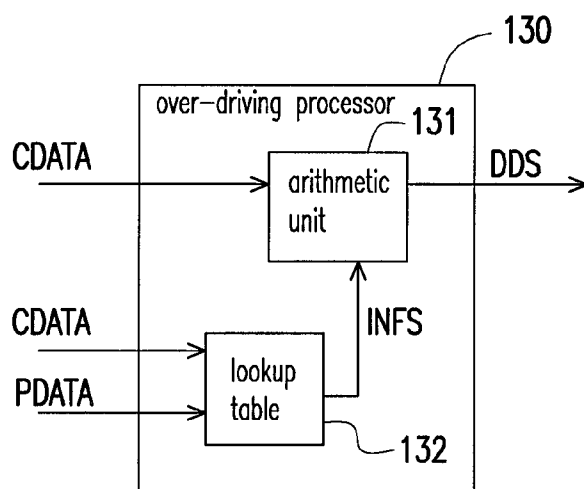 130
over-driving processor
131
CDATA
arithmetic
unit
DDS
CDATA
INFS
PDATA
lookup
table
132